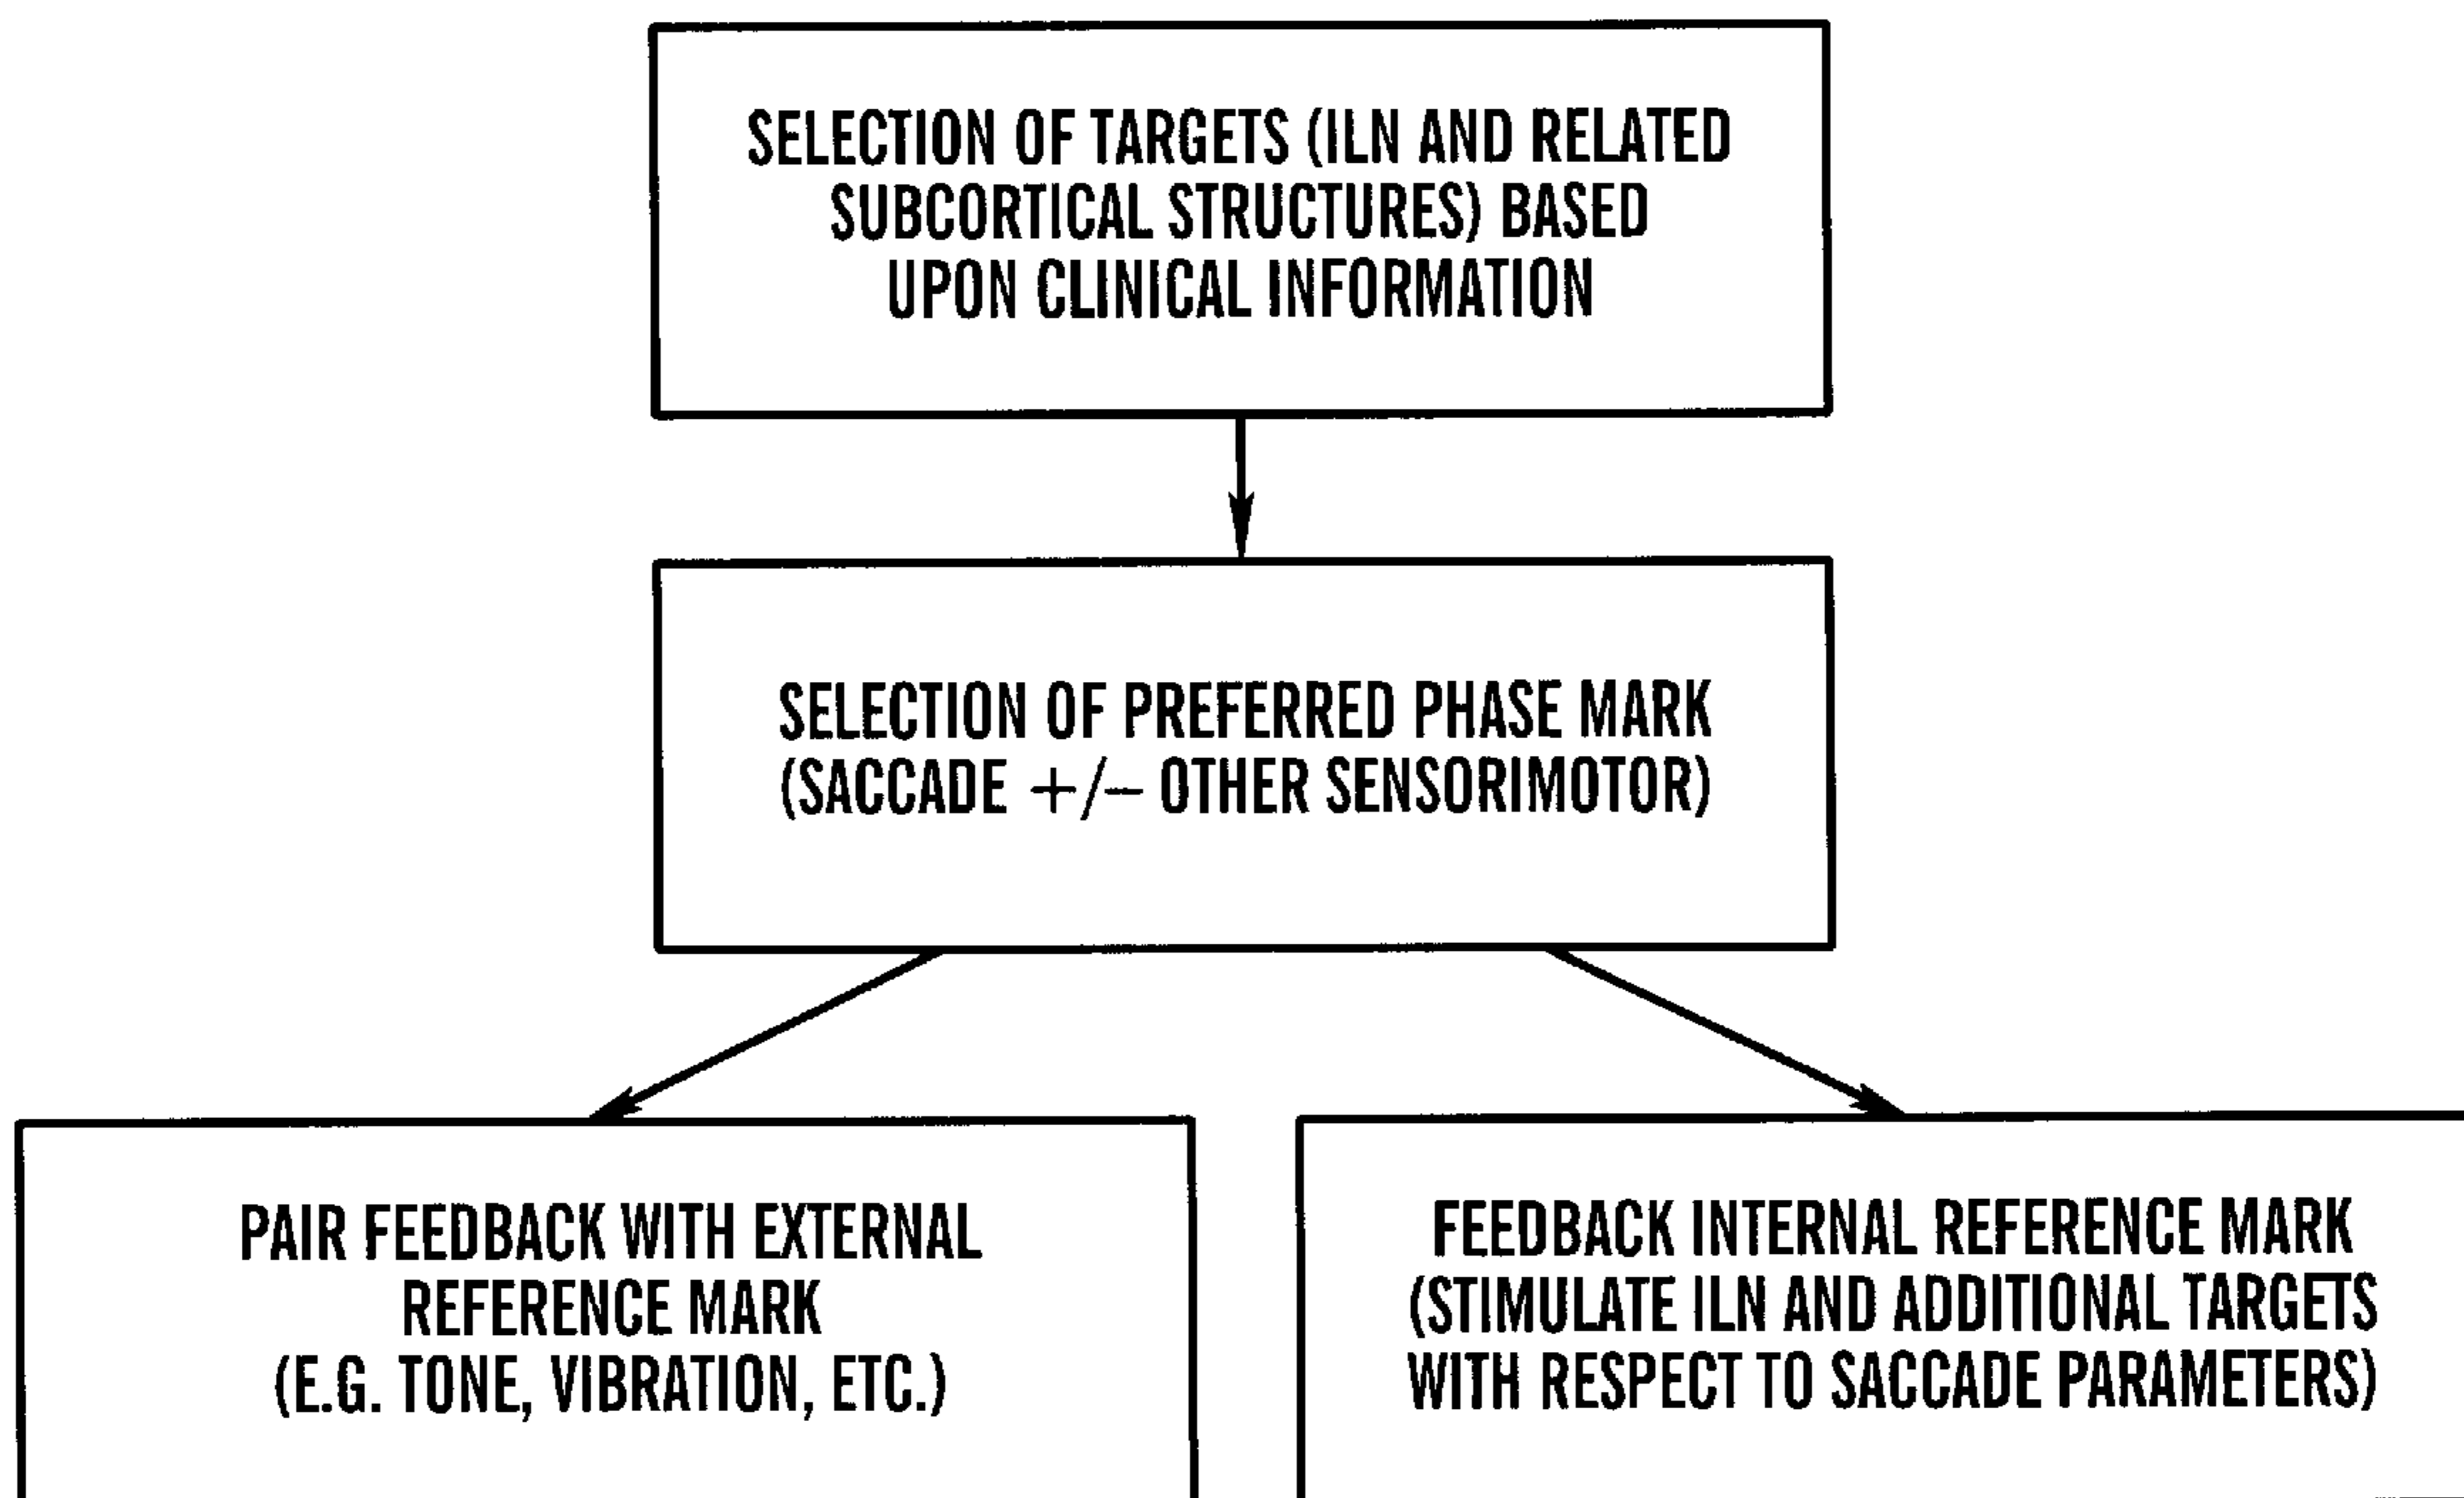 SELECTION OF TARGETS (ILN AND RELATED
SUBCORTICAL STRUCTURES) BASED
UPON CLINICAL INFORMATION
SELECTION OF PREFERRED PHASE MARK
(SACCADE +/− OTHER SENSORIMOTOR)
PAIR FEEDBACK WITH EXTERNAL
REFERENCE MARK
(E.G. TONE, VIBRATION, ETC.)
FEEDBACK INTERNAL REFERENCE MARK
(STIMULATE ILN AND ADDITIONAL TARGETS
WITH RESPECT TO SACCADE PARAMETERS)